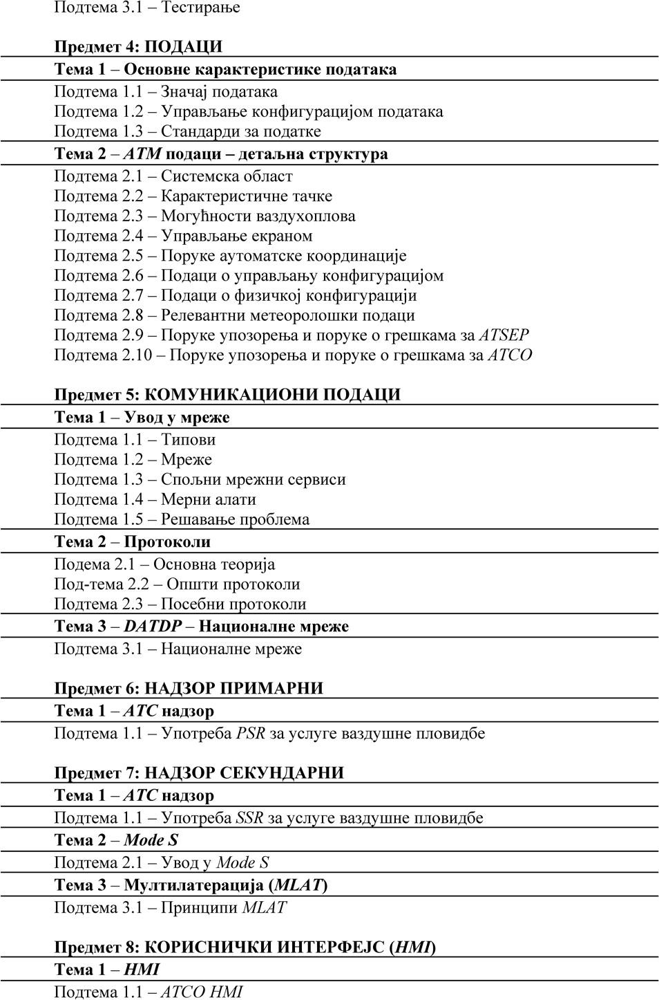 Подтема 3.1 – Тестирање
Предмет 4: ПОДАЦИ
Тема 1 – Основне карактеристике података
Подтема 1.1 – Значај података
Подтема 1.2 – Управљање конфигурацијом података
Подтема 1.3 – Стандарди за податке
Тема 2 – ATM подаци – детаљна структура
Подтема 2.1 – Системска област
Подтема 2.2 – Карактеристичне тачке
Подтема 2.3 – Могућности ваздухоплова
Подтема 2.4 – Управљање екраном
Подтема 2.5 – Поруке аутоматске координације
Подтема 2.6 – Подаци о управљању конфигурацијом
Подтема 2.7 – Подаци о физичкој конфигурацији
Подтема 2.8 – Релевантни метеоролошки подаци
Подтема 2.9 – Поруке упозорења и поруке о грешкама за ATSEP
Подтема 2.10 – Поруке упозорења и поруке о грешкама за ATCO
Предмет 5: КОМУНИКАЦИОНИ ПОДАЦИ
Тема 1 – Увод у мреже
Подтема 1.1 – Типови
Подтема 1.2 – Мреже
Подтема 1.3 – Спољни мрежни сервиси
Подтема 1.4 – Мерни алати
Подтема 1.5 – Решавање проблема
Тема 2 – Протоколи
Подема 2.1 – Основна теорија
Под-тема 2.2 – Општи протоколи
Подтема 2.3 – Посебни протоколи
Тема 3 – DATDP – Националне мреже
Подтема 3.1 – Националне мреже
Предмет 6: НАДЗОР ПРИМАРНИ
Тема 1 – ATC надзор
Подтема 1.1 – Употреба PSR за услуге ваздушне пловидбе
Предмет 7: НАДЗОР СЕКУНДАРНИ
Тема 1 – ATC надзор
Подтема 1.1 – Употреба SSR за услуге ваздушне пловидбе
Тема 2 – Mode S
Подтема 2.1 – Увод у Mode S
Тема 3 – Мултилатерација (MLAT)
Подтема 3.1 – Принципи MLAT
Предмет 8: КОРИСНИЧКИ ИНТЕРФЕЈС (HMI)
Тема 1 – HMI
Подтема 1.1 – ATCO HMI